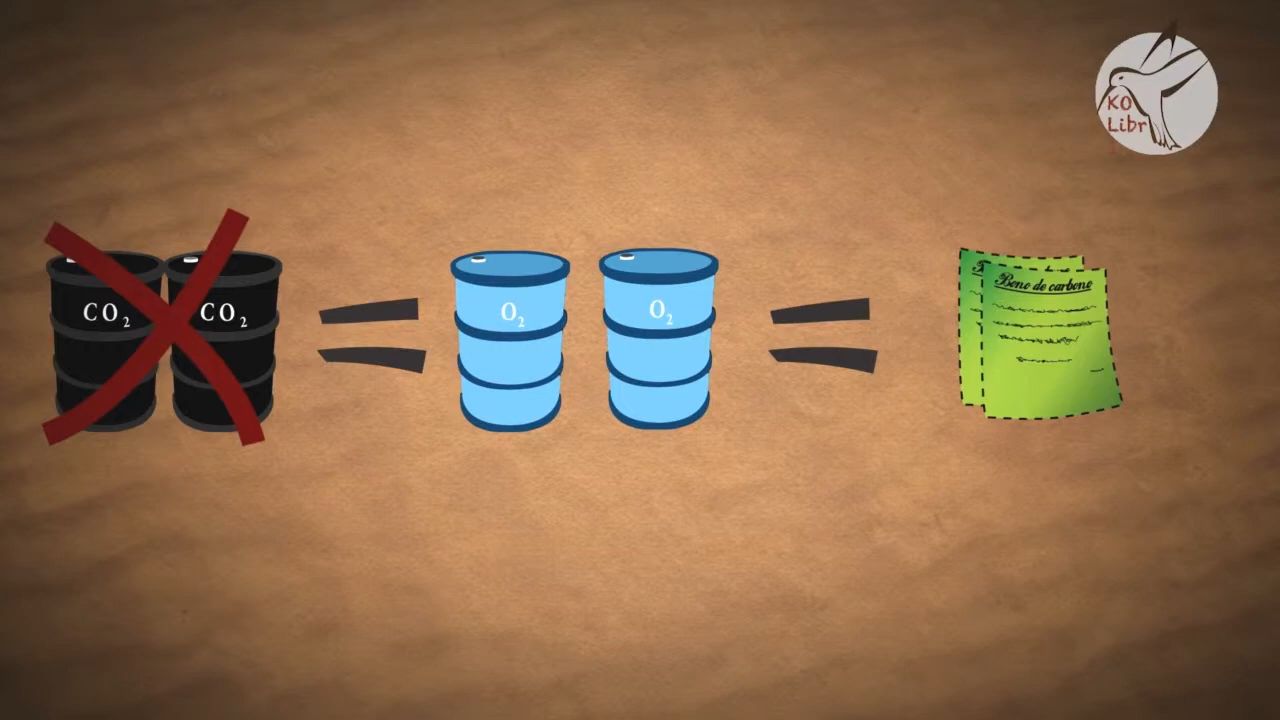 KO
Libr
CO₂
CO₂
O₂
O₂
Bono de carbono